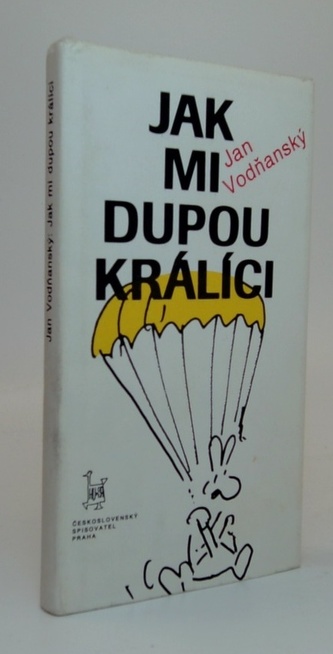 JAK
MI
DUPOU
KRÁLÍCI
Jan
Vodňanský
ČESKOSLOVENSKÝ
SPISOVATEL
PRAHA
Jan Vodňanský: Jak mi dupou králíci